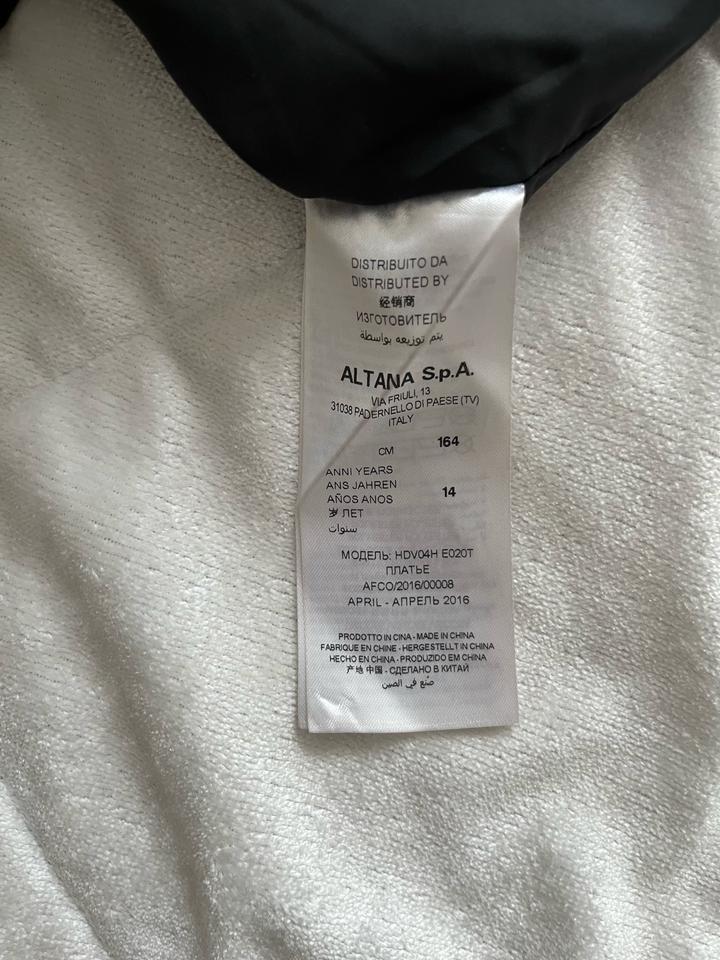 DISTRIBUITO DA
DISTRIBUTED BY
经销商
ИЗГОТОВИТЕЛЬ
يتم توزيعه بواسطة
ALTANA S.p.A.
VIA FRIULI, 13
31038 PADERNELLO DI PAESE (TV)
ITALY
CM 164
ANNI YEARS
ANS JAHREN
AÑOS ANOS 14
岁 ЛЕТ
سنوات
МОДЕЛЬ: HDV04H E020T
ПЛАТЬЕ
AFCO/2016/00008
APRIL - АПРЕЛЬ 2016
PRODOTTO IN CINA - MADE IN CHINA
FABRIQUE EN CHINE - HERGESTELLT IN CHINA
HECHO EN CHINA - PRODUZIDO EM CHINA
产地 中国 - СДЕЛАНО В КИТАЙ
صُنع في الصين